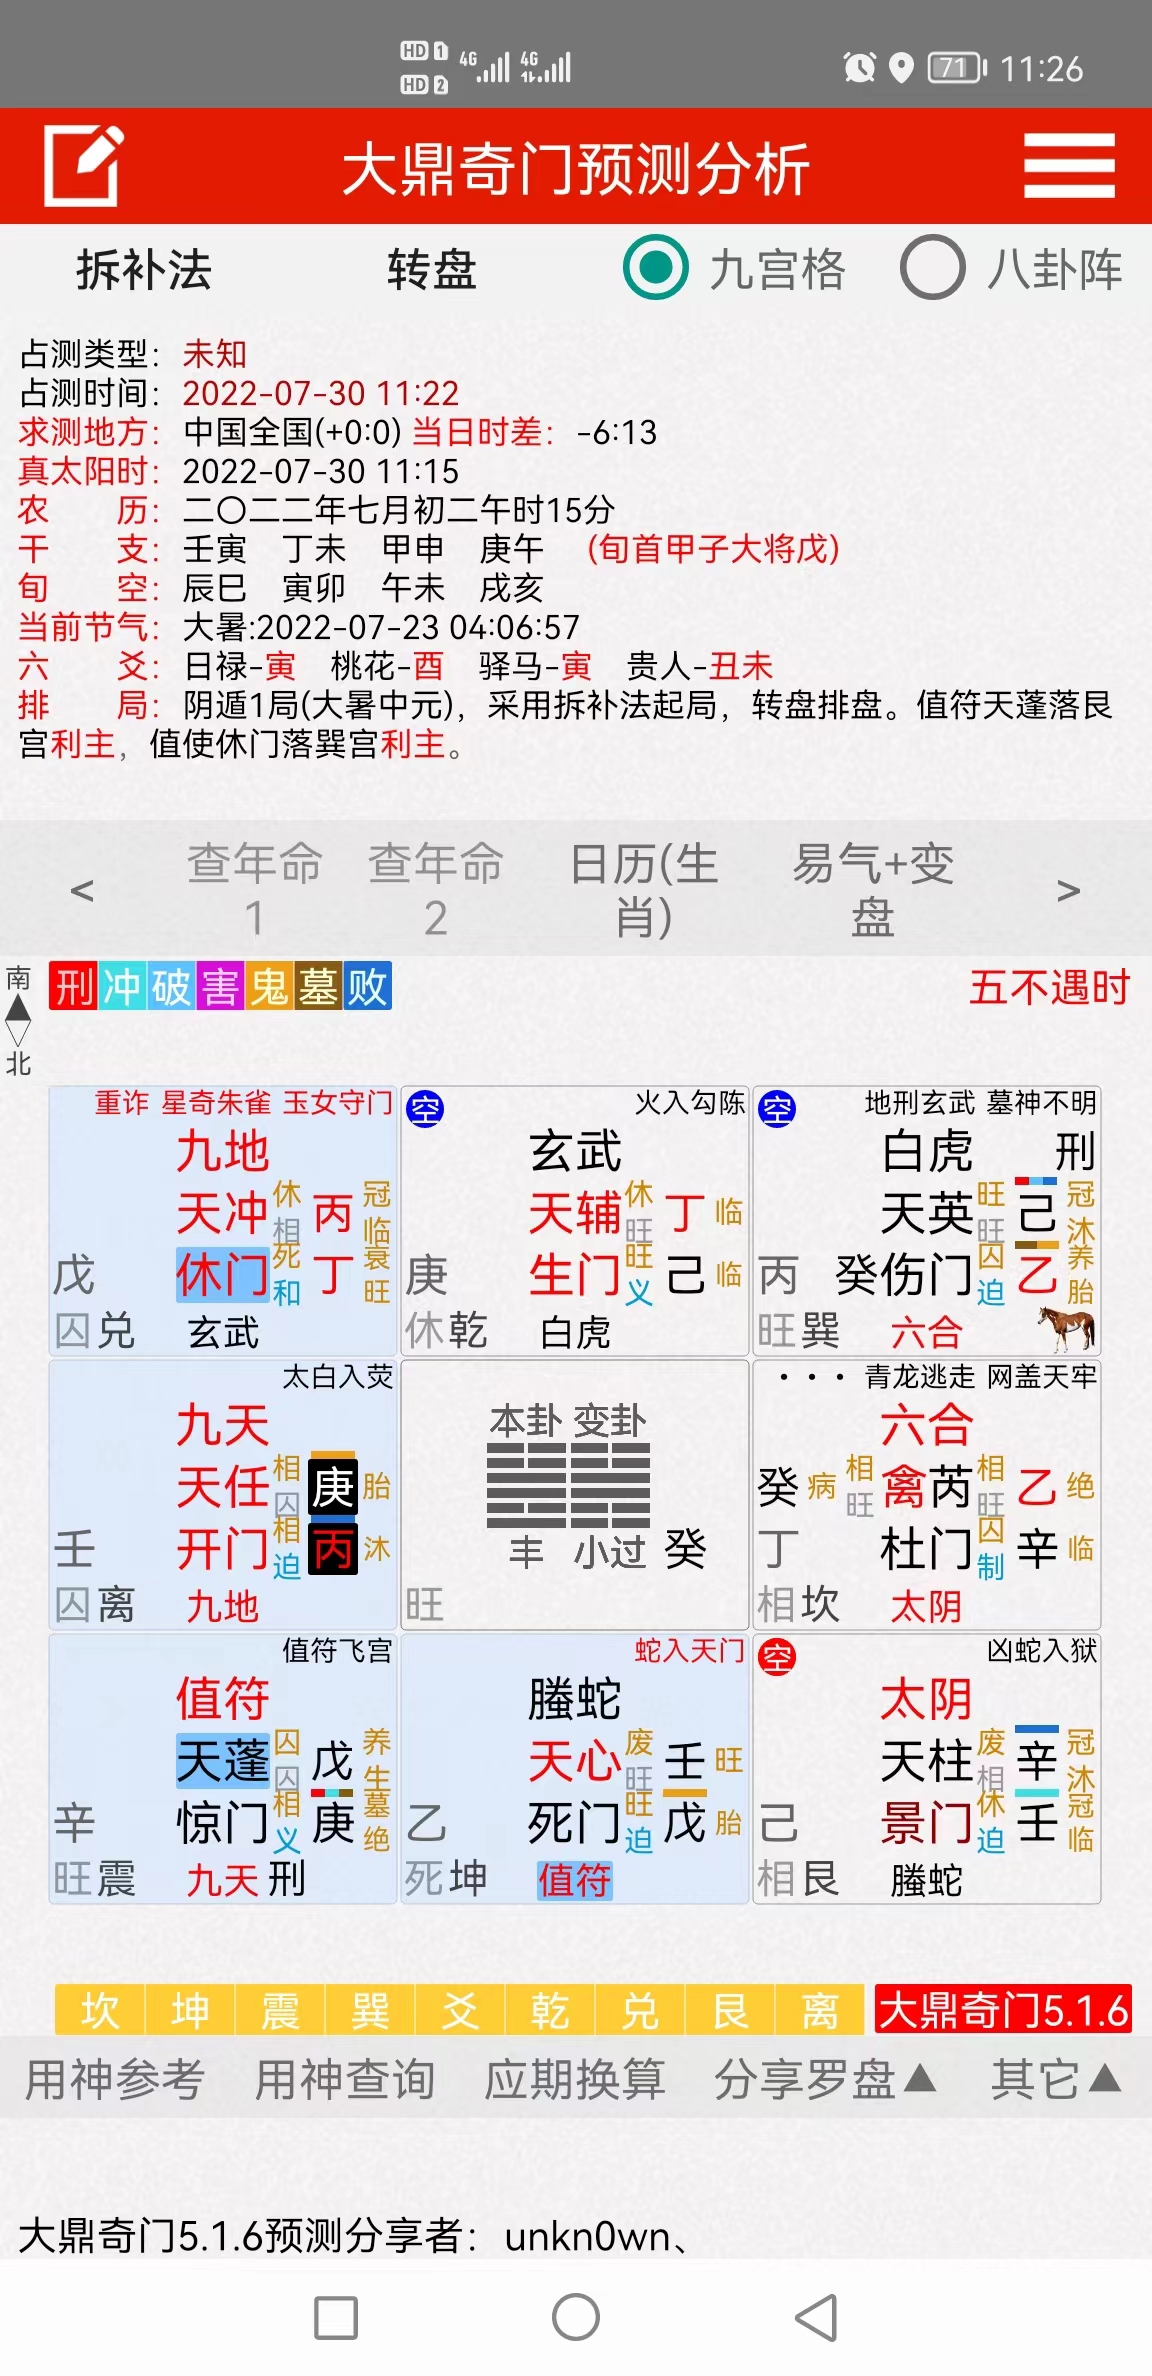 HD 1 4G 4G 71 11:26
HD 2
大鼎奇门预测分析
拆补法 转盘 九宫格 八卦阵
占测类型: 未知
占测时间: 2022-07-30 11:22
求测地方: 中国全国(+0:0) 当日时差: -6:13
真太阳时: 2022-07-30 11:15
农 历: 二〇二二年七月初二午时15分
干 支: 壬寅 丁未 甲申 庚午 (旬首甲子大将戊)
旬 空: 辰巳 寅卯 午未 戌亥
当前节气: 大暑:2022-07-23 04:06:57
六 爻: 日禄-寅 桃花-酉 驿马-寅 贵人-丑未
排 局: 阴遁1局(大暑中元)，采用拆补法起局，转盘排盘。值符天蓬落艮
宫利主，值使休门落巽宫利主。
< 查年命1 查年命2 日历(生肖) 易气+变盘 >
南
北
刑冲破害鬼墓败 五不遇时
重诈 星奇朱雀 玉女守门
九地
天冲 休 相 丙 冠 临
戊 休门 死 和 丁 衰 旺
囚 兑 玄武
空 火入勾陈
玄武
天辅 休 旺 丁 临
庚 生门 旺 义 己 临
休 乾 白虎
空 地刑玄武 墓神不明
白虎 刑
天英 旺 旺 己 冠 沐
丙 癸 伤门 囚 迫 乙 养 胎
旺 巽 六合
太白入荧
九天
天任 相 囚 庚 胎
壬 开门 相 迫 丙 沐
囚 离 九地
本卦 变卦
丰 小过 癸
旺
··· 青龙逃走 网盖天牢
六合
癸 病 相 旺 禽芮 相 旺 乙 绝
丁 杜门 囚 制 辛 临
相 坎 太阴
值符飞宫
值符
天蓬 囚 囚 戊 养 生
辛 惊门 相 义 庚 墓 绝
旺 震 九天 刑
蛇入天门
螣蛇
天心 废 旺 壬 旺
乙 死门 旺 迫 戊 胎
死 坤 值符
空 凶蛇入狱
太阴
天柱 废 相 辛 冠 沐
己 景门 休 迫 壬 冠 临
相 艮 螣蛇
坎 坤 震 巽 爻 乾 兑 艮 离 大鼎奇门5.1.6
用神参考 用神查询 应期换算 分享罗盘▲ 其它▲
大鼎奇门5.1.6预测分享者：unkn0wn、